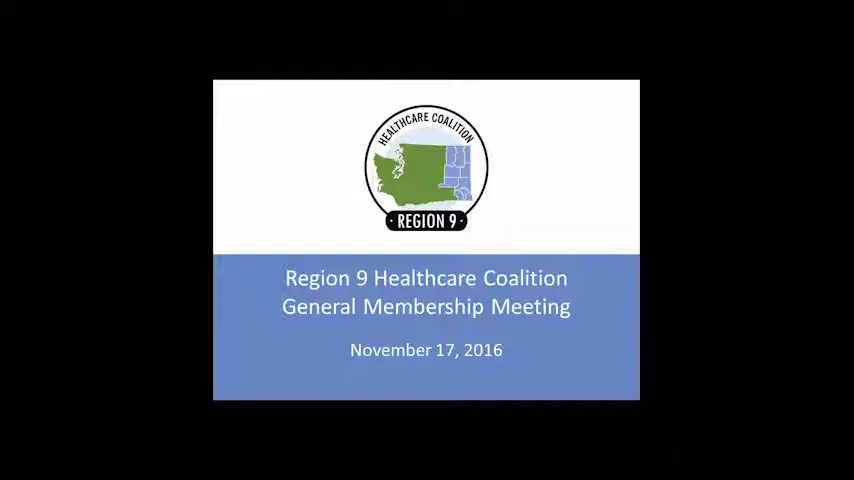 HEALTHCARE COALITION
· REGION 9 ·
Region 9 Healthcare Coalition
General Membership Meeting
November 17, 2016